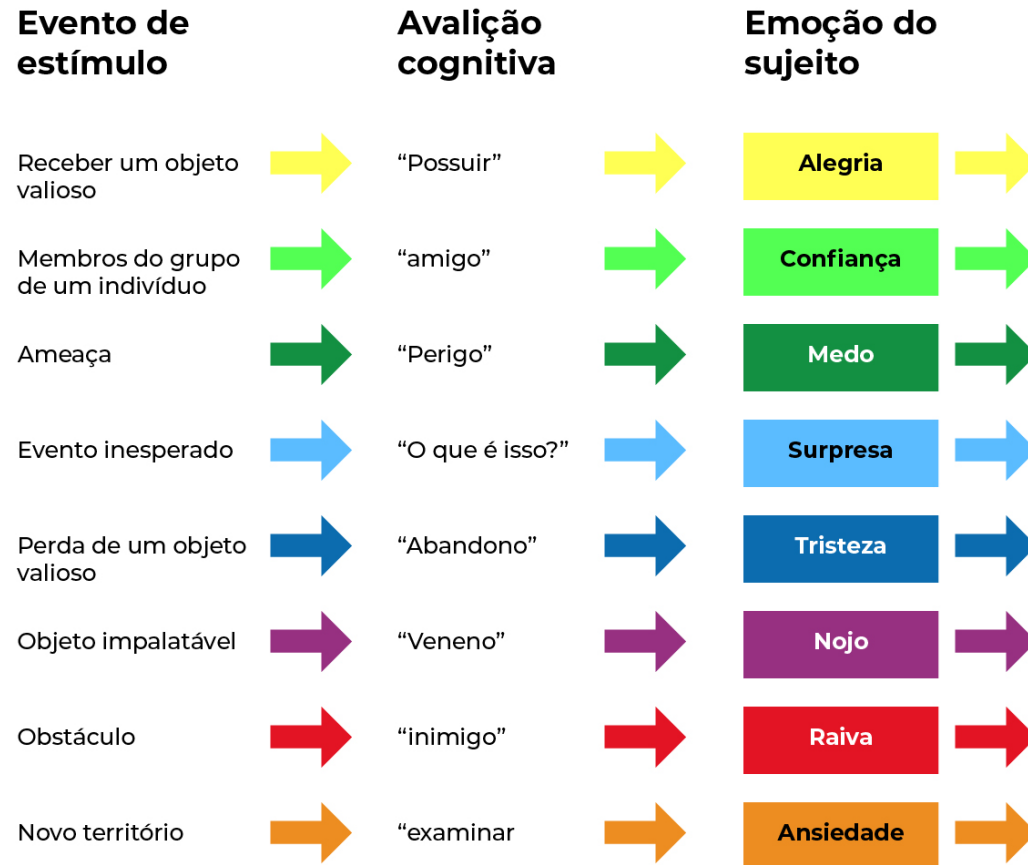 Evento de
estímulo
Avalição
cognitiva
Emoção do
sujeito
Receber um objeto
valioso
“Possuir”
Alegria
Membros do grupo
de um indivíduo
“amigo”
Confiança
Ameaça
“Perigo”
Medo
Evento inesperado
“O que é isso?”
Surpresa
Perda de um objeto
valioso
“Abandono”
Tristeza
Objeto impalatável
“Veneno”
Nojo
Obstáculo
“inimigo”
Raiva
Novo território
“examinar
Ansiedade